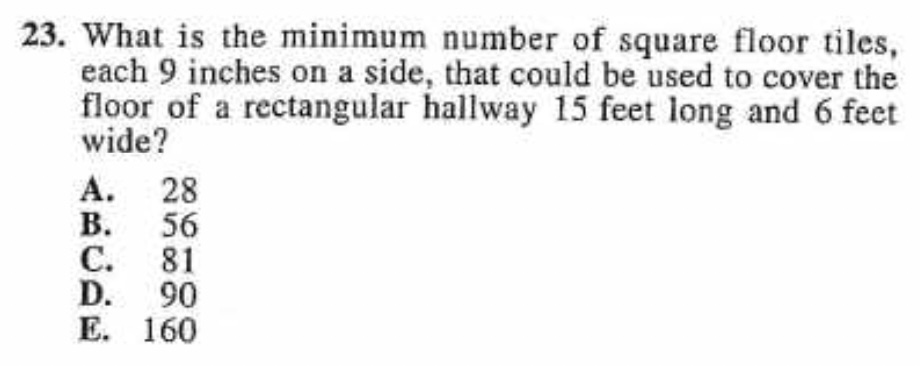 23. What is the minimum number of square floor tiles,
each 9 inches on a side, that could be used to cover the
floor of a rectangular hallway 15 feet long and 6 feet
wide?
A. 28
B. 56
C. 81
D. 90
E. 160